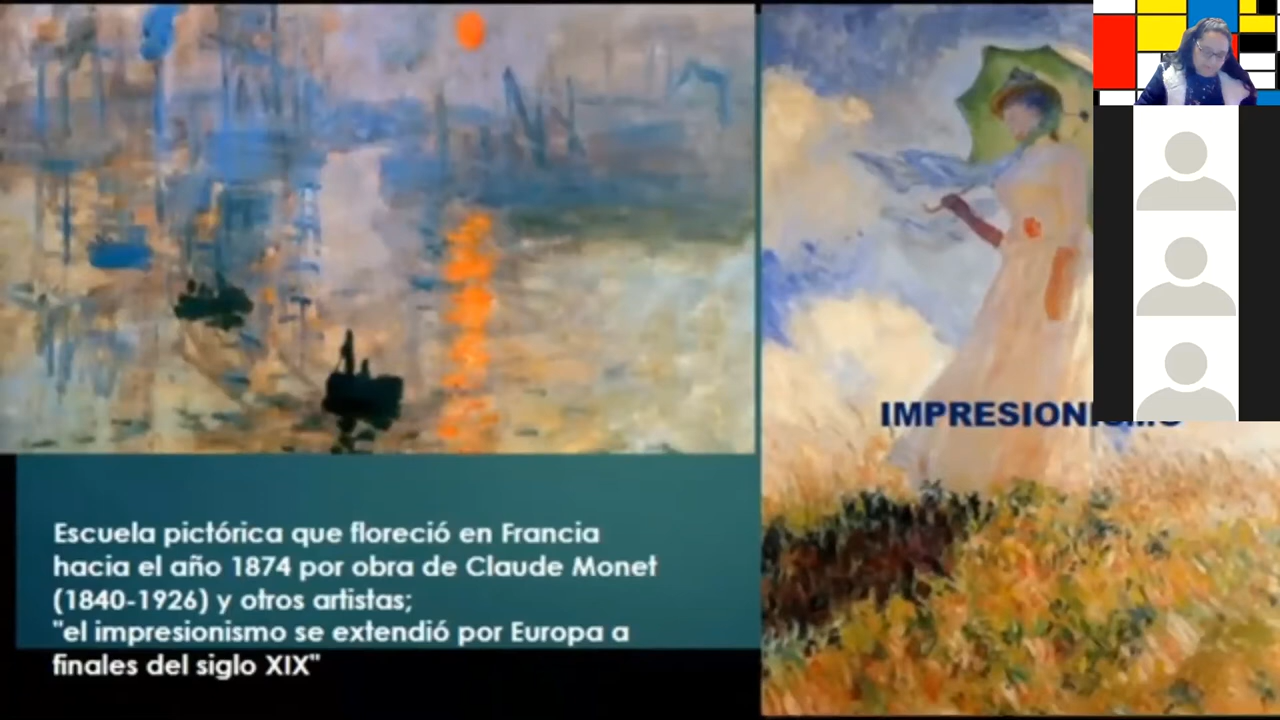 IMPRESIONISMO
Escuela pictórica que floreció en Francia
hacia el año 1874 por obra de Claude Monet
(1840-1926) y otros artistas;
"el impresionismo se extendió por Europa a
finales del siglo XIX"